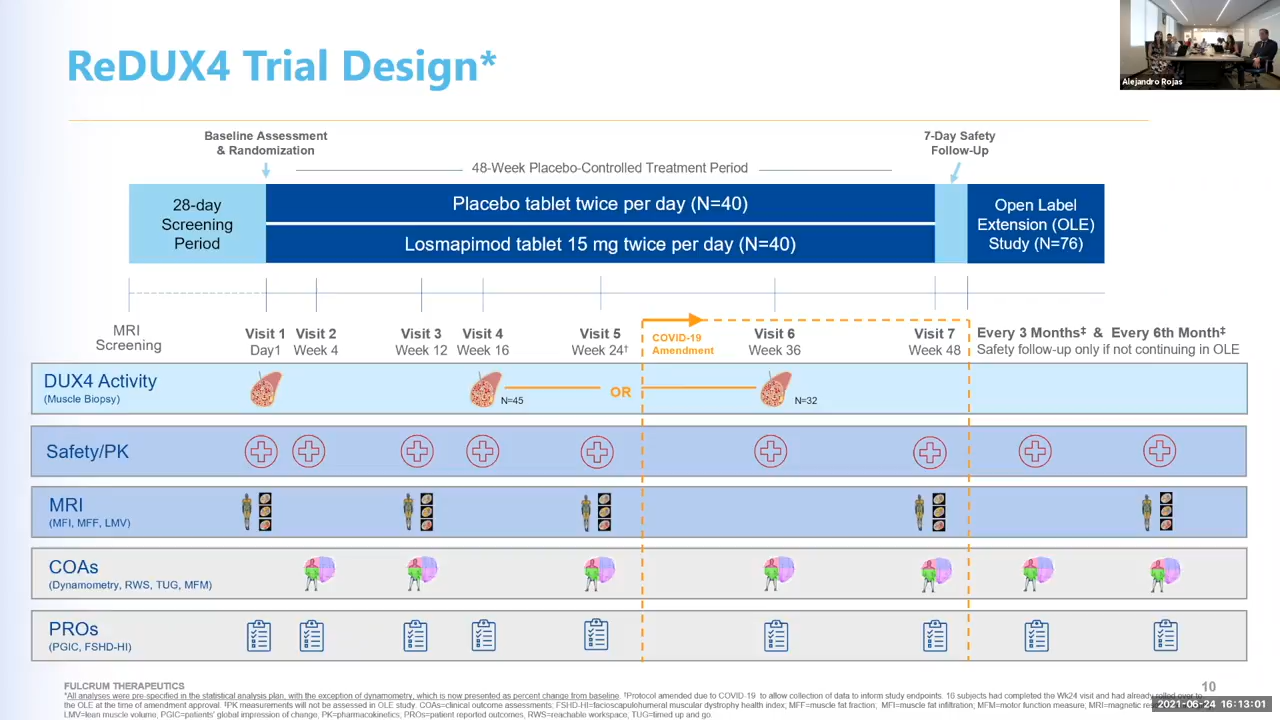 ReDUX4 Trial Design*
Alejandro Rojas
Baseline Assessment
& Randomization
48-Week Placebo-Controlled Treatment Period
7-Day Safety
Follow-Up
28-day
Screening
Period
Placebo tablet twice per day (N=40)
Losmapimod tablet 15 mg twice per day (N=40)
Open Label
Extension (OLE)
Study (N=76)
MRI
Screening
Visit 1
Day1
Visit 2
Week 4
Visit 3
Week 12
Visit 4
Week 16
Visit 5
Week 24†
COVID-19
Amendment
Visit 6
Week 36
Visit 7
Week 48
Every 3 Months‡ & Every 6th Month‡
Safety follow-up only if not continuing in OLE
DUX4 Activity
(Muscle Biopsy)
N=45
OR
N=32
Safety/PK
MRI
(MFI, MFF, LMV)
COAs
(Dynamometry, RWS, TUG, MFM)
PROs
(PGIC, FSHD-HI)
FULCRUM THERAPEUTICS
10
*All analyses were pre-specified in the statistical analysis plan, with the exception of dynamometry, which is now presented as percent change from baseline. †Protocol amended due to COVID-19 to allow collection of data to inform study endpoints. 16 subjects had completed the Wk24 visit and had already rolled over to
the OLE at the time of amendment approval. ‡PK measurements will not be assessed in OLE study. COAs=clinical outcome assessments; FSHD-HI=facioscapulohumeral muscular dystrophy health index; MFF=muscle fat fraction; MFI=muscle fat infiltration; MFM=motor function measure; MRI=magnetic
LMV=lean muscle volume, PGIC=patients' global impression of change, PK=pharmacokinetics, PROs=patient reported outcomes, RWS=reachable workspace, TUG=timed up and go.
2021-06-24 16:13:01